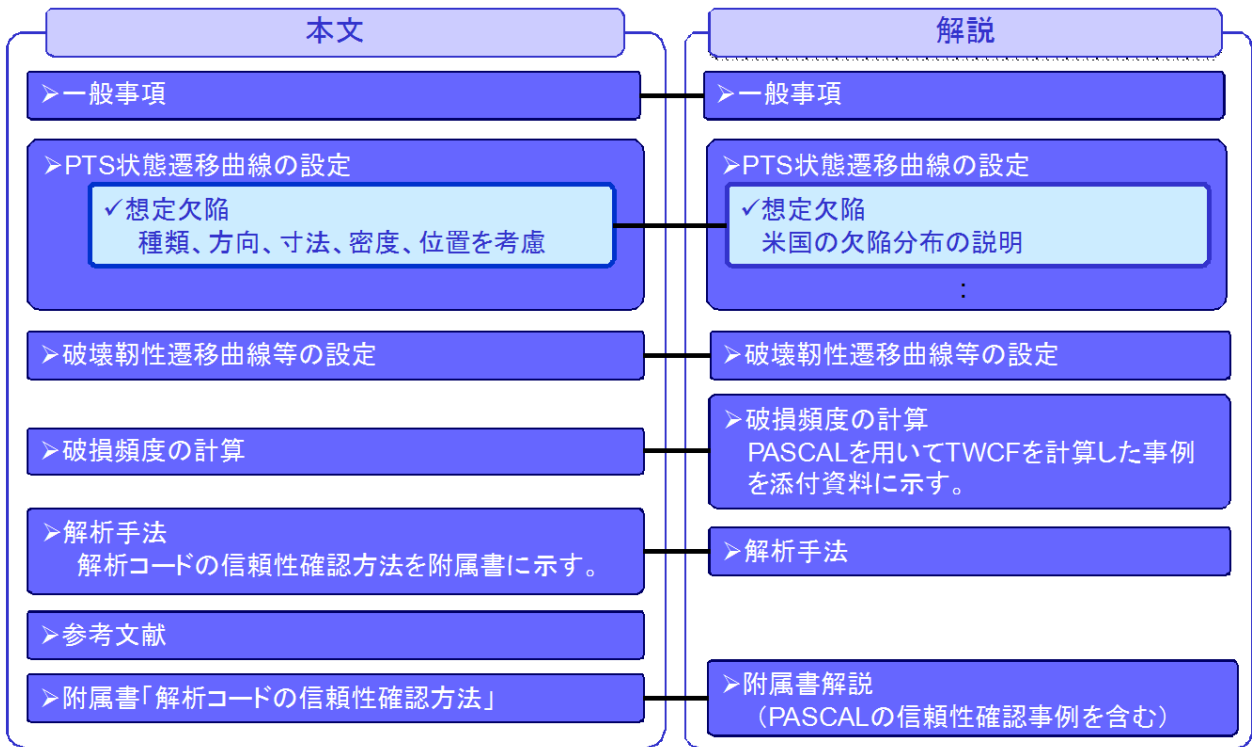 本文
➢一般事項
➢PTS状態遷移曲線の設定
✓想定欠陥
種類、方向、寸法、密度、位置を考慮
➢破壊靭性遷移曲線等の設定
➢破損頻度の計算
➢解析手法
解析コードの信頼性確認方法を附属書に示す。
➢参考文献
➢附属書「解析コードの信頼性確認方法」
解説
➢一般事項
➢PTS状態遷移曲線の設定
✓想定欠陥
米国の欠陥分布の説明
：
➢破壊靭性遷移曲線等の設定
➢破損頻度の計算
PASCALを用いてTWCFを計算した事例
を添付資料に示す。
➢解析手法
➢附属書解説
（PASCALの信頼性確認事例を含む）